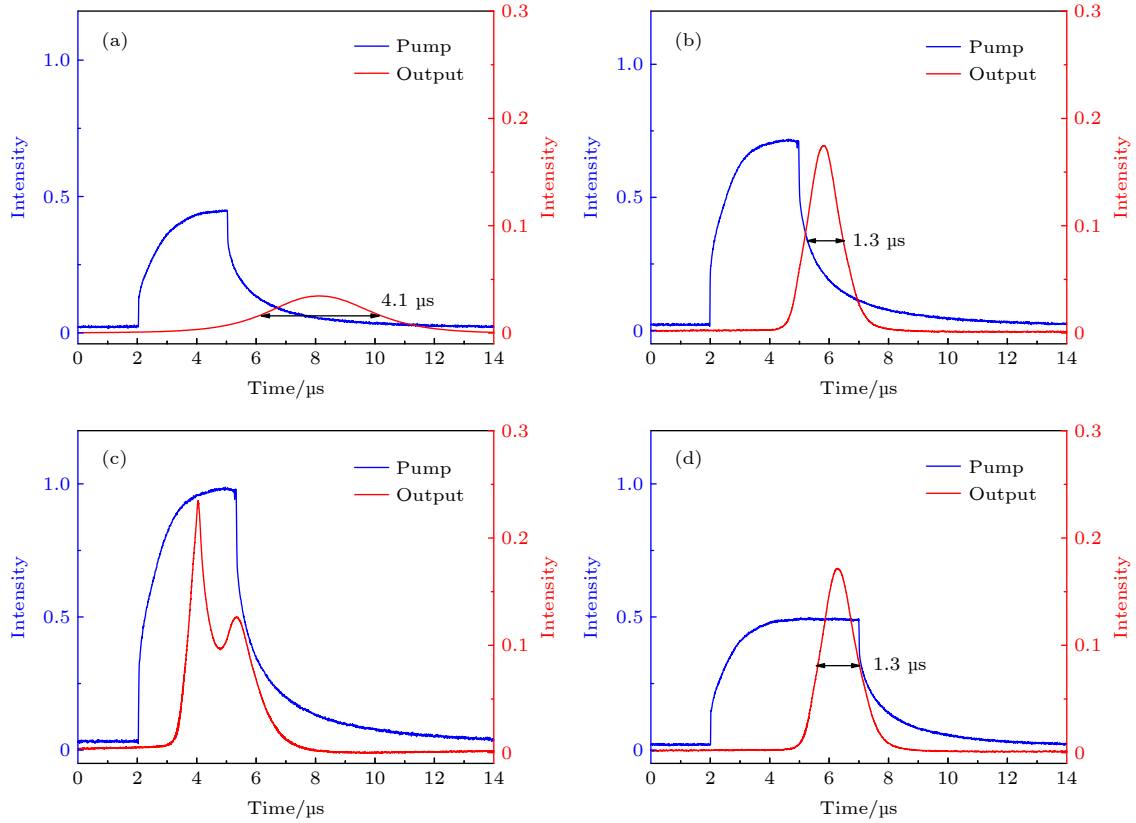 (a)
Pump
Output
4.1 µs
Intensity
1.0
0.5
0
0.3
0.2
0.1
0
Intensity
0 2 4 6 8 10 12 14
Time/µs
(b)
Pump
Output
1.3 µs
Intensity
1.0
0.5
0
0.3
0.2
0.1
0
Intensity
0 2 4 6 8 10 12 14
Time/µs
(c)
Pump
Output
Intensity
1.0
0.5
0
0.3
0.2
0.1
0
Intensity
0 2 4 6 8 10 12 14
Time/µs
(d)
Pump
Output
1.3 µs
Intensity
1.0
0.5
0
0.3
0.2
0.1
0
Intensity
0 2 4 6 8 10 12 14
Time/µs